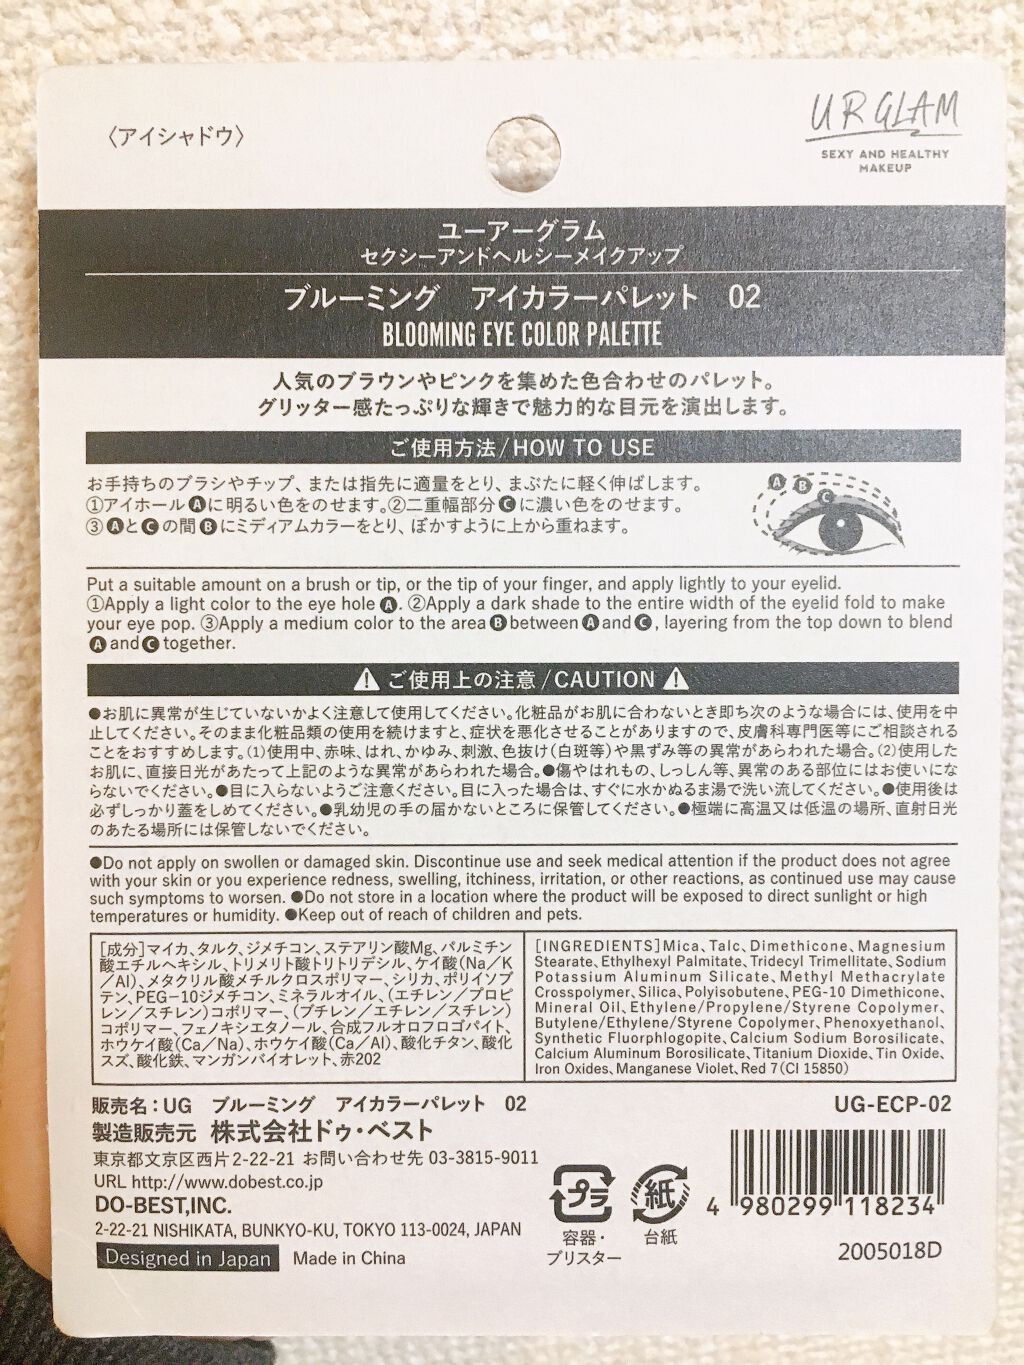 〈アイシャドウ〉
UR GLAM
SEXY AND HEALTHY
MAKEUP
ユーアーグラム
セクシーアンドヘルシーメイクアップ
ブルーミング　アイカラーパレット　02
BLOOMING EYE COLOR PALETTE
人気のブラウンやピンクを集めた色合わせのパレット。
グリッター感たっぷりな輝きで魅力的な目元を演出します。
ご使用方法/HOW TO USE
お手持ちのブラシやチップ、または指先に適量をとり、まぶたに軽く伸ばします。
①アイホールAに明るい色をのせます。②二重幅部分Cに濃い色をのせます。
③AとCの間Bにミディアムカラーをとり、ぼかすように上から重ねます。
A B C
Put a suitable amount on a brush or tip, or the tip of your finger, and apply lightly to your eyelid.
①Apply a light color to the eye hole A. ②Apply a dark shade to the entire width of the eyelid fold to make
your eye pop. ③Apply a medium color to the area B between A and C, layering from the top down to blend
A and C together.
⚠ ご使用上の注意/CAUTION ⚠
●お肌に異常が生じていないかよく注意して使用してください。化粧品がお肌に合わないとき即ち次のような場合には、使用を中
止してください。そのまま化粧品類の使用を続けますと、症状を悪化させることがありますので、皮膚科専門医等にご相談される
ことをおすすめします。(1)使用中、赤味、はれ、かゆみ、刺激、色抜け(白斑等)や黒ずみ等の異常があらわれた場合。(2)使用した
お肌に、直接日光があたって上記のような異常があらわれた場合。●傷やはれもの、しっしん等、異常のある部位にはお使いにな
らないでください。●目に入らないようご注意ください。目に入った場合は、すぐに水かぬるま湯で洗い流してください。●使用後は
必ずしっかり蓋をしめてください。●乳幼児の手の届かないところに保管してください。●極端に高温又は低温の場所、直射日光
のあたる場所には保管しないでください。
●Do not apply on swollen or damaged skin. Discontinue use and seek medical attention if the product does not agree
with your skin or you experience redness, swelling, itchiness, irritation, or other reactions, as continued use may cause
such symptoms to worsen. ●Do not store in a location where the product will be exposed to direct sunlight or high
temperatures or humidity. ●Keep out of reach of children and pets.
[成分]マイカ、タルク、ジメチコン、ステアリン酸Mg、パルミチン
酸エチルヘキシル、トリメリト酸トリトリデシル、ケイ酸(Na／K
／Al)、メタクリル酸メチルクロスポリマー、シリカ、ポリイソブ
テン、PEG－10ジメチコン、ミネラルオイル、(エチレン／プロピ
レン／スチレン)コポリマー、(ブチレン／エチレン／スチレン)
コポリマー、フェノキシエタノール、合成フルオロフロゴパイト、
ホウケイ酸(Ca／Na)、ホウケイ酸(Ca／Al)、酸化チタン、酸化
スズ、酸化鉄、マンガンバイオレット、赤202
[INGREDIENTS]Mica、Talc、Dimethicone、Magnesium
Stearate、Ethylhexyl Palmitate、Tridecyl Trimellitate、Sodium
Potassium Aluminum Silicate、Methyl Methacrylate
Crosspolymer、Silica、Polyisobutene、PEG-10 Dimethicone、
Mineral Oil、Ethylene/Propylene/Styrene Copolymer、
Butylene/Ethylene/Styrene Copolymer、Phenoxyethanol、
Synthetic Fluorphlogopite、Calcium Sodium Borosilicate、
Calcium Aluminum Borosilicate、Titanium Dioxide、Tin Oxide、
Iron Oxides、Manganese Violet、Red 7(CI 15850)
販売名：UG　ブルーミング　アイカラーパレット　02
UG-ECP-02
製造販売元 株式会社ドゥ・ベスト
東京都文京区西片2-22-21 お問い合わせ先 03-3815-9011
URL http://www.dobest.co.jp
DO-BEST,INC.
2-22-21 NISHIKATA, BUNKYO-KU, TOKYO 113-0024, JAPAN
Designed in Japan Made in China
プラ
容器・
ブリスター
紙
台紙
4 980299 118234
2005018D